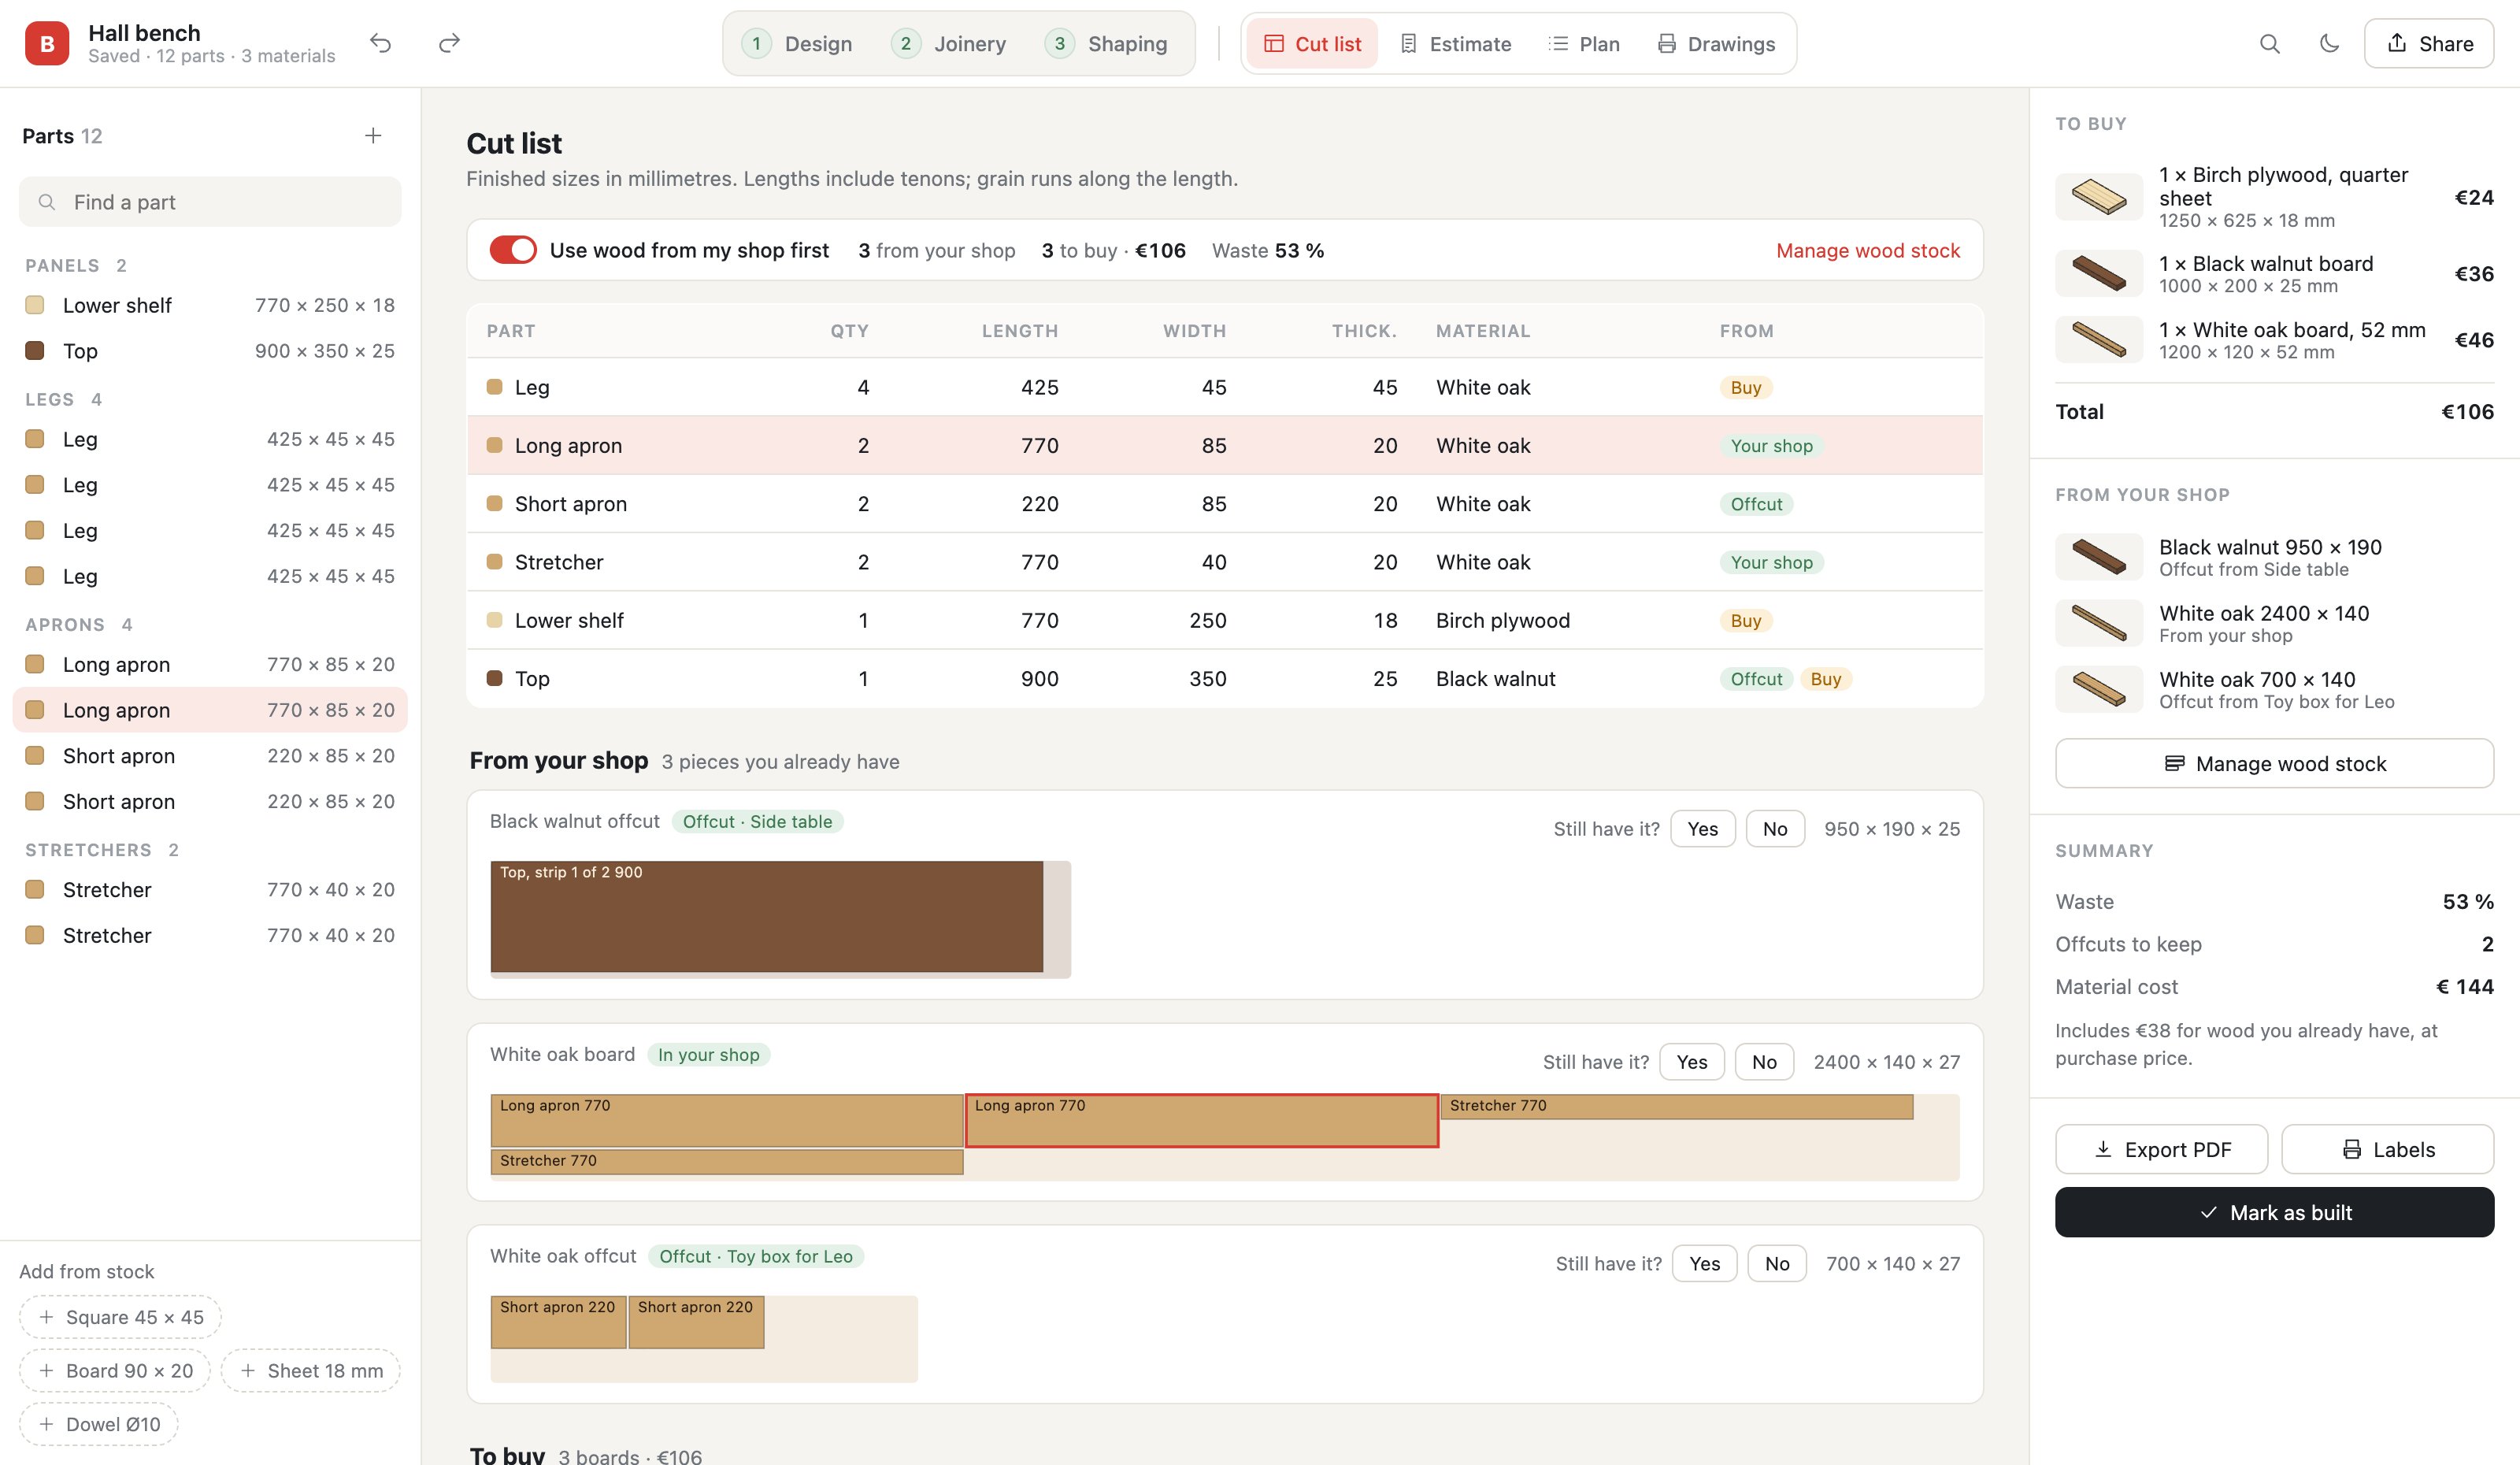 B
Hall bench
Saved · 12 parts · 3 materials
1 Design
2 Joinery
3 Shaping
Cut list
Estimate
Plan
Drawings
Share
Parts 12
Find a part
PANELS 2
Lower shelf 770 × 250 × 18
Top 900 × 350 × 25
LEGS 4
Leg 425 × 45 × 45
Leg 425 × 45 × 45
Leg 425 × 45 × 45
Leg 425 × 45 × 45
APRONS 4
Long apron 770 × 85 × 20
Long apron 770 × 85 × 20
Short apron 220 × 85 × 20
Short apron 220 × 85 × 20
STRETCHERS 2
Stretcher 770 × 40 × 20
Stretcher 770 × 40 × 20
Add from stock
Square 45 × 45
Board 90 × 20
Sheet 18 mm
Dowel Ø10
Cut list
Finished sizes in millimetres. Lengths include tenons; grain runs along the length.
Use wood from my shop first 3 from your shop 3 to buy · €106 Waste 53 % Manage wood stock
PART QTY LENGTH WIDTH THICK. MATERIAL FROM
Leg 4 425 45 45 White oak Buy
Long apron 2 770 85 20 White oak Your shop
Short apron 2 220 85 20 White oak Offcut
Stretcher 2 770 40 20 White oak Your shop
Lower shelf 1 770 250 18 Birch plywood Buy
Top 1 900 350 25 Black walnut Offcut Buy
From your shop 3 pieces you already have
Black walnut offcut Offcut · Side table Still have it? Yes No 950 × 190 × 25
Top, strip 1 of 2 900
White oak board In your shop Still have it? Yes No 2400 × 140 × 27
Long apron 770 Long apron 770 Stretcher 770
Stretcher 770
White oak offcut Offcut · Toy box for Leo Still have it? Yes No 700 × 140 × 27
Short apron 220 Short apron 220
To buy 3 boards · €106
TO BUY
1 × Birch plywood, quarter
sheet
€24
1250 × 625 × 18 mm
1 × Black walnut board
€36
1000 × 200 × 25 mm
1 × White oak board, 52 mm
€46
1200 × 120 × 52 mm
Total €106
FROM YOUR SHOP
Black walnut 950 × 190
Offcut from Side table
White oak 2400 × 140
From your shop
White oak 700 × 140
Offcut from Toy box for Leo
Manage wood stock
SUMMARY
Waste 53 %
Offcuts to keep 2
Material cost € 144
Includes €38 for wood you already have, at
purchase price.
Export PDF
Labels
Mark as built